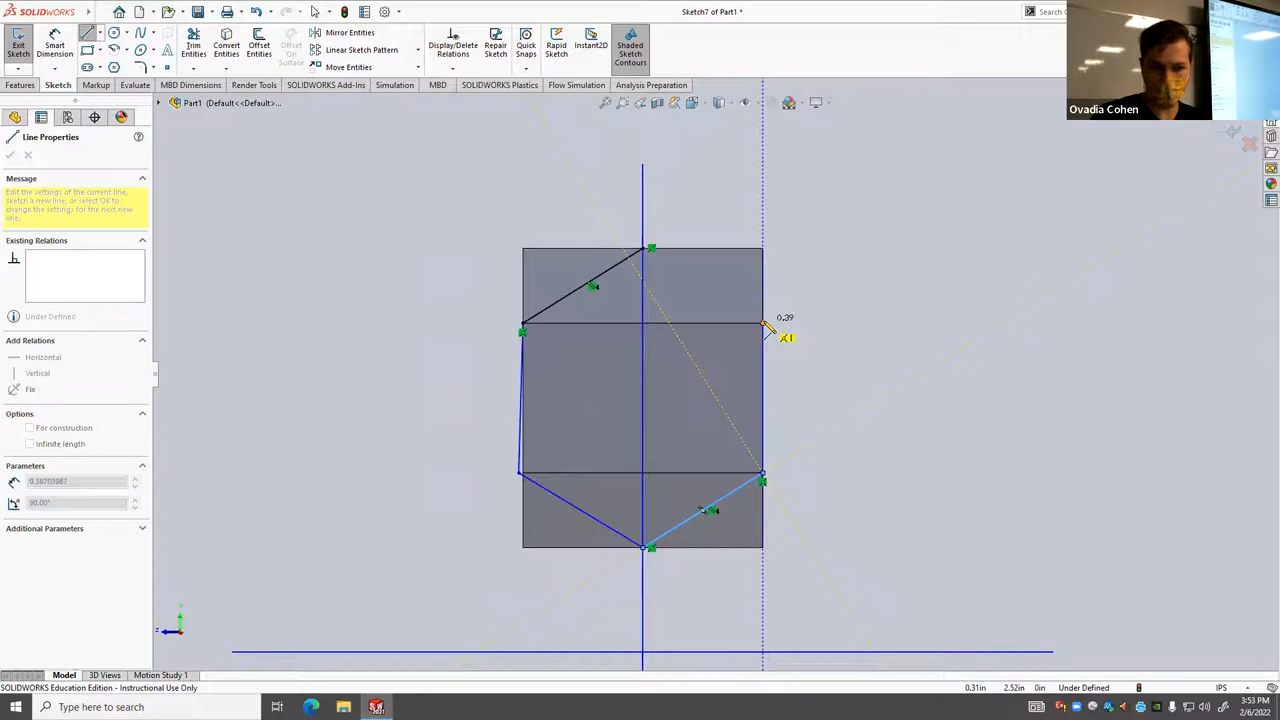 SOLIDWORKS
Sketch7 of Part1 *
Search
Exit Sketch
Smart Dimension
Trim Entities
Convert Entities
Offset Entities
Offset On Surface
Mirror Entities
Linear Sketch Pattern
Move Entities
Display/Delete Relations
Repair Sketch
Quick Snaps
Rapid Sketch
Instant2D
Shaded Sketch Contours
Features
Sketch
Markup
Evaluate
MBD Dimensions
Render Tools
SOLIDWORKS Add-Ins
Simulation
MBD
SOLIDWORKS Plastics
Flow Simulation
Analysis Preparation
Ovadia Cohen
Part1 (Default<<Default>...
Line Properties
Message
Edit the settings of the current line,
sketch a new line, or select OK to
change the settings for the next new
line.
Existing Relations
Under Defined
Add Relations
Horizontal
Vertical
Fix
Options
For construction
Infinite length
Parameters
0.38703987
90.00°
Additional Parameters
0.39
Model
3D Views
Motion Study 1
SOLIDWORKS Education Edition - Instructional Use Only
0.31in
2.52in
0in
Under Defined
IPS
Type here to search
3:53 PM
2/6/2022